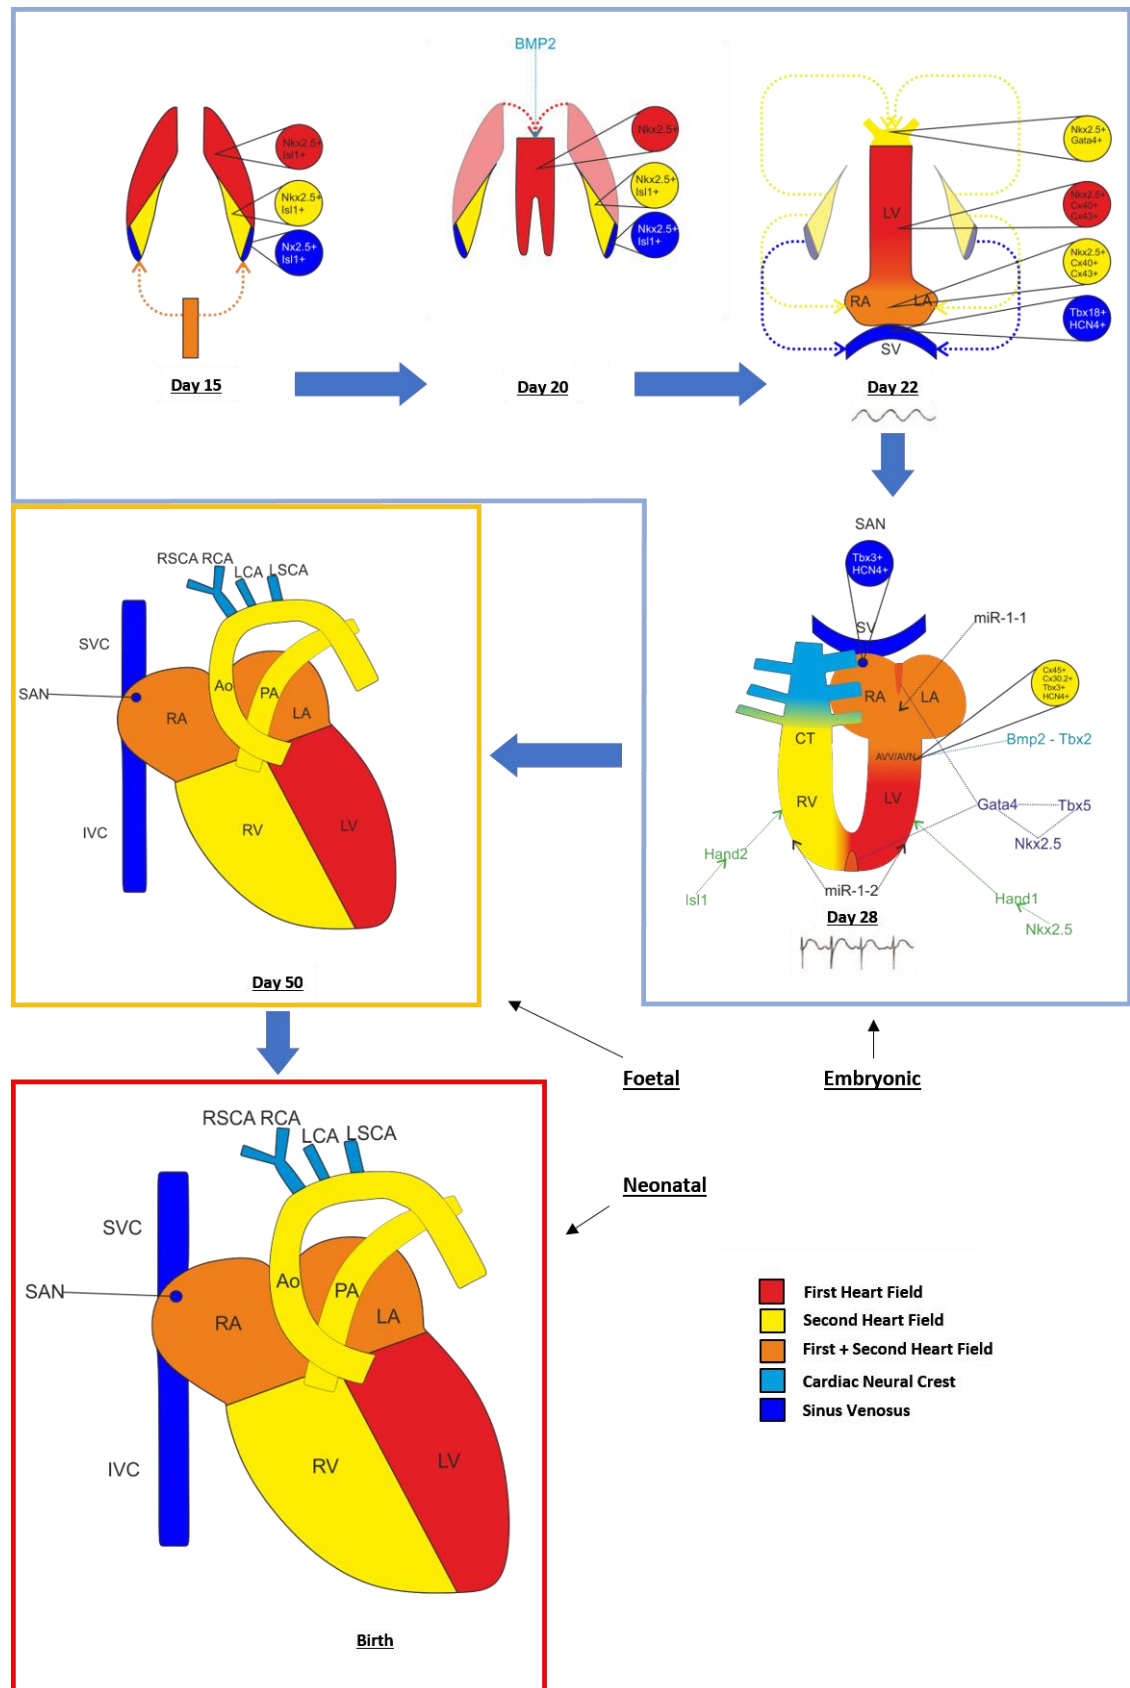 BMP2
Nkx2.5+
Isl1+
Nkx2.5+
Isl1+
Nx2.5+
Isl1+
Day 15
Nkx2.5+
Nkx2.5+
Isl1+
Nkx2.5+
Isl1+
Day 20
Nkx2.5+
Gata4+
Nkx2.5+
Cx40+
Cx43+
Nkx2.5+
Cx40+
Cx43+
Tbx18+
HCN4+
LV
RA
LA
SV
Day 22
SAN
Tbx3+
HCN4+
SV
miR-1-1
RA
LA
Cx45+
Cx30.2+
Tbx3+
HCN4+
CT
AVV/AVN
Bmp2 - Tbx2
RV
LV
Gata4
Tbx5
Nkx2.5
Hand2
Isl1
miR-1-2
Hand1
Nkx2.5
Day 28
RSCA RCA
LCA
LSCA
SVC
SAN
Ao
PA
RA
LA
IVC
RV
LV
Day 50
Foetal
Embryonic
Neonatal
RSCA RCA
LCA
LSCA
SVC
SAN
Ao
PA
RA
LA
IVC
RV
LV
Birth
First Heart Field
Second Heart Field
First + Second Heart Field
Cardiac Neural Crest
Sinus Venosus